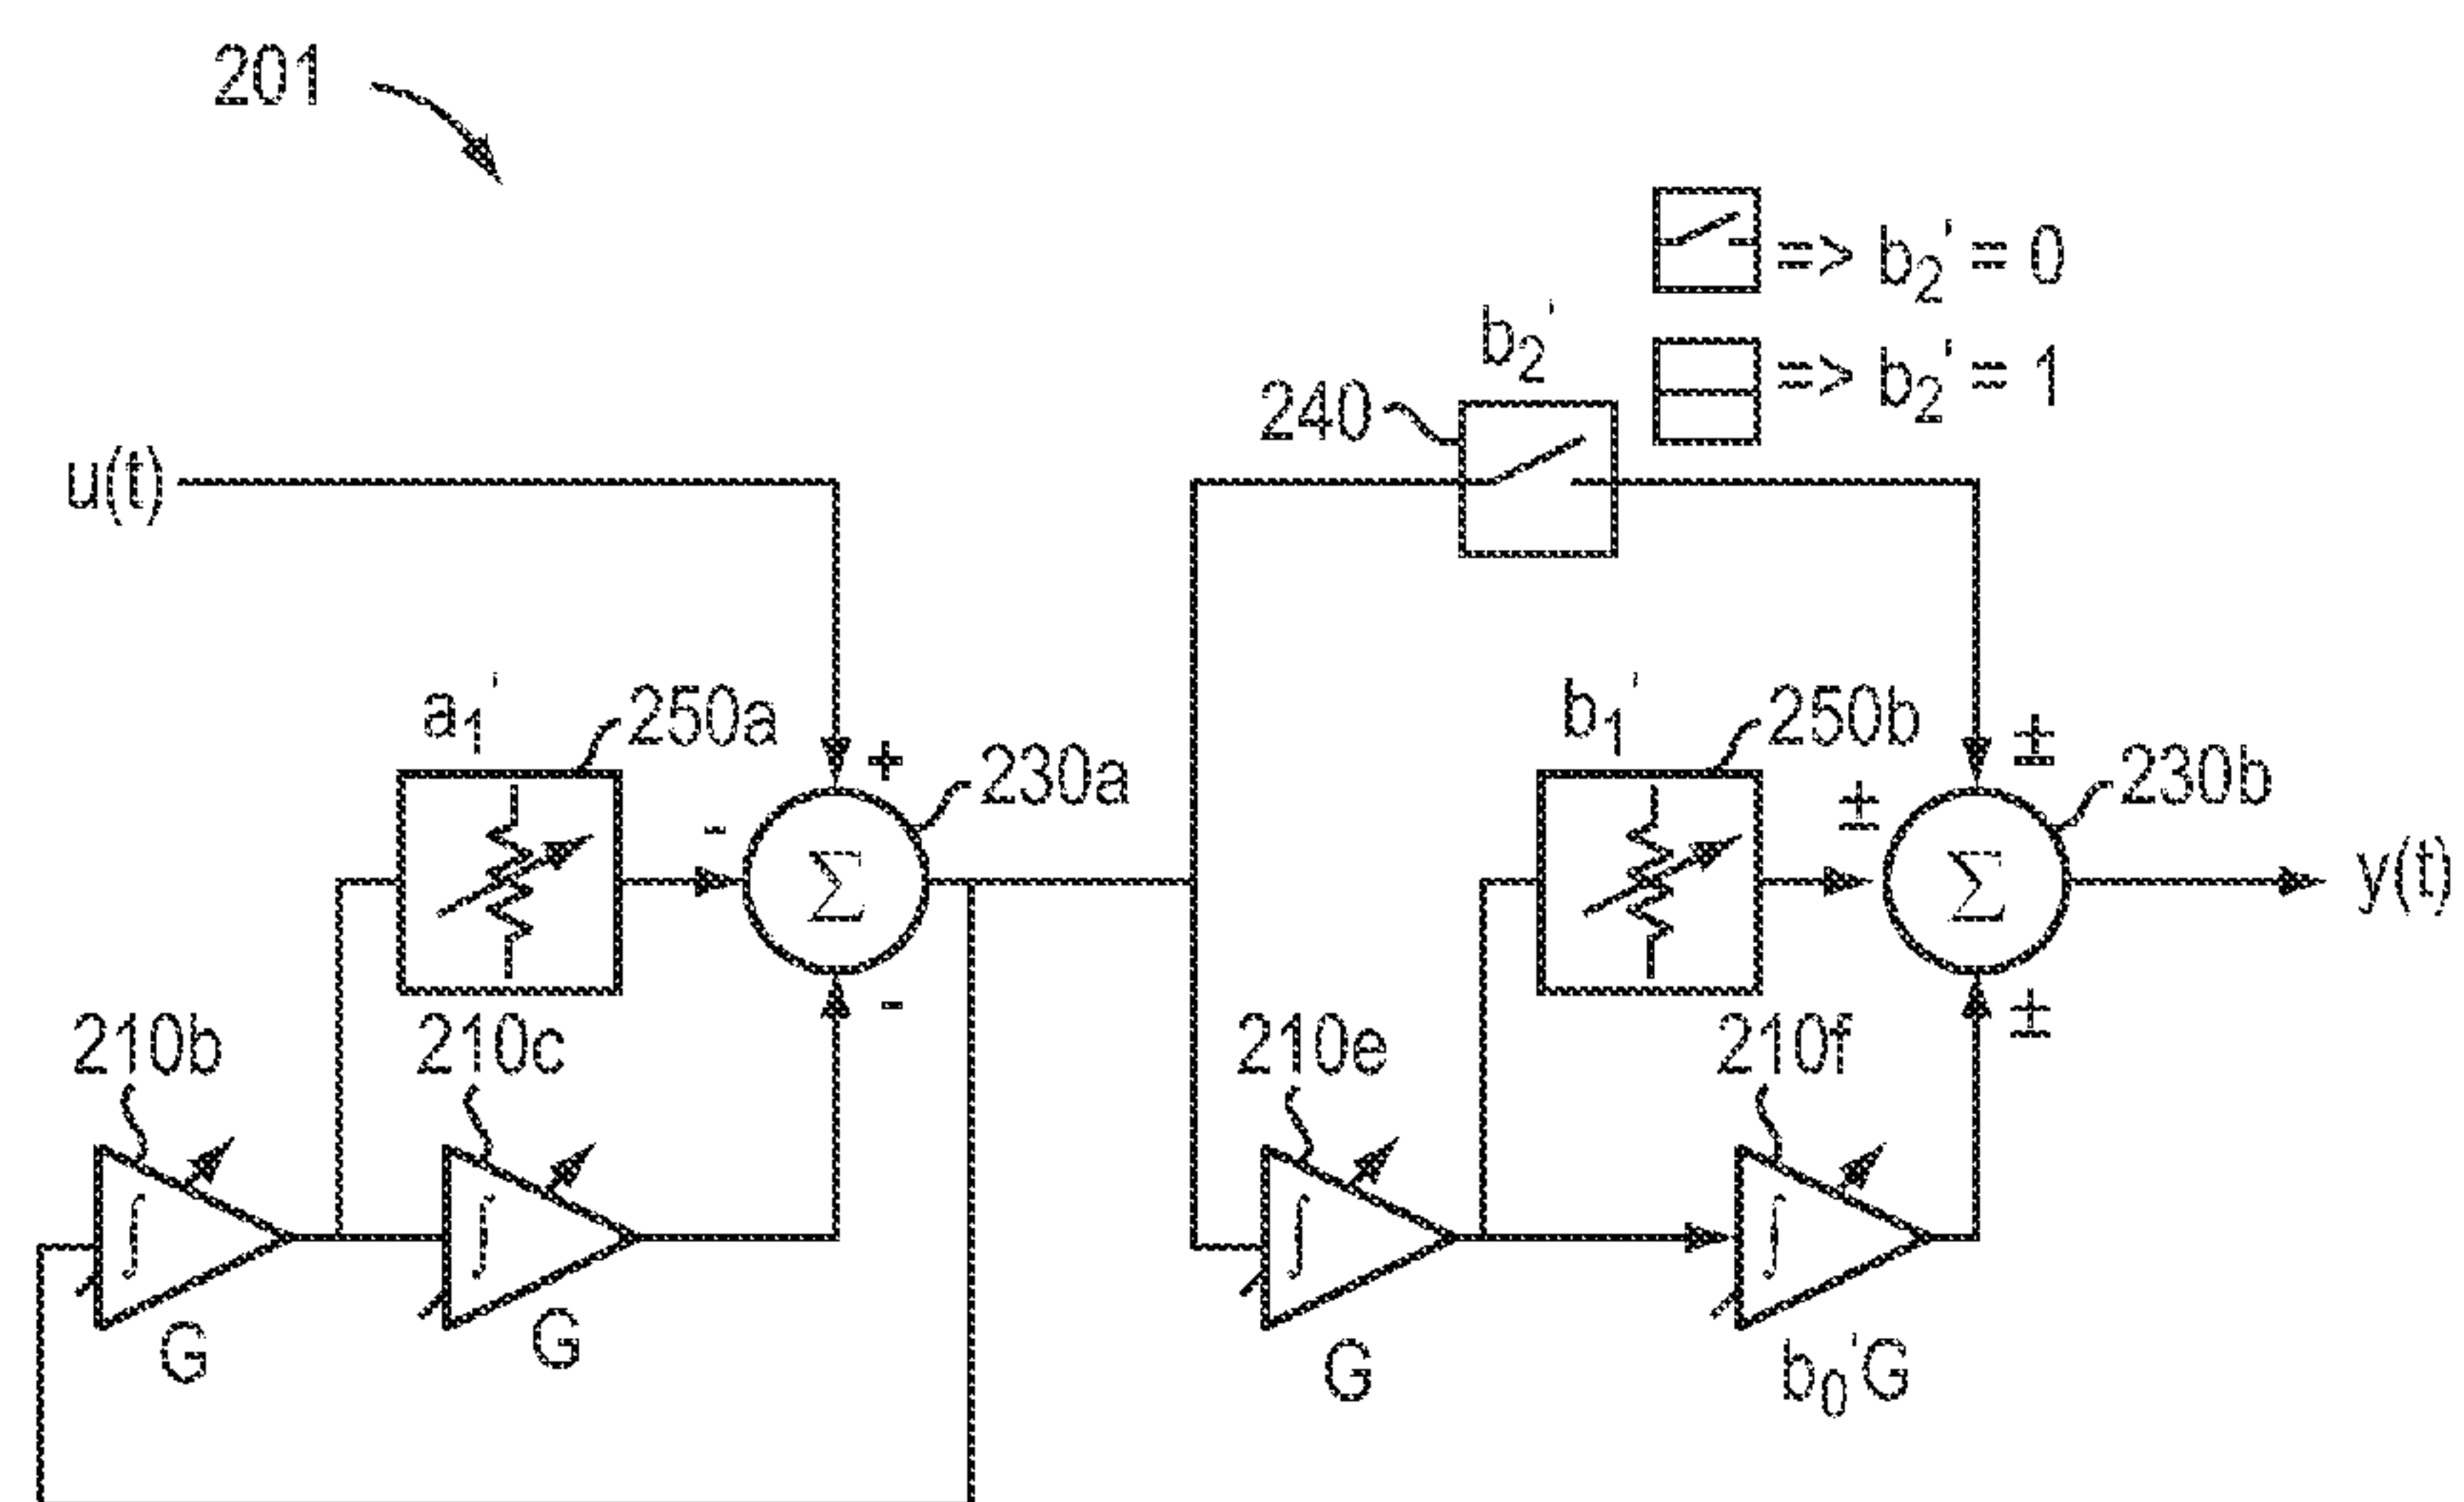 201
=> b₂' = 0
b₂'
=> b₂' = 1
240
u(t)
a₁'
250a
b₁'
250b
+
230a
±
230b
-
±
Σ
Σ
y(t)
-
±
210b
210c
210e
210f
∫
∫
∫
∫
G
G
G
b₀'G